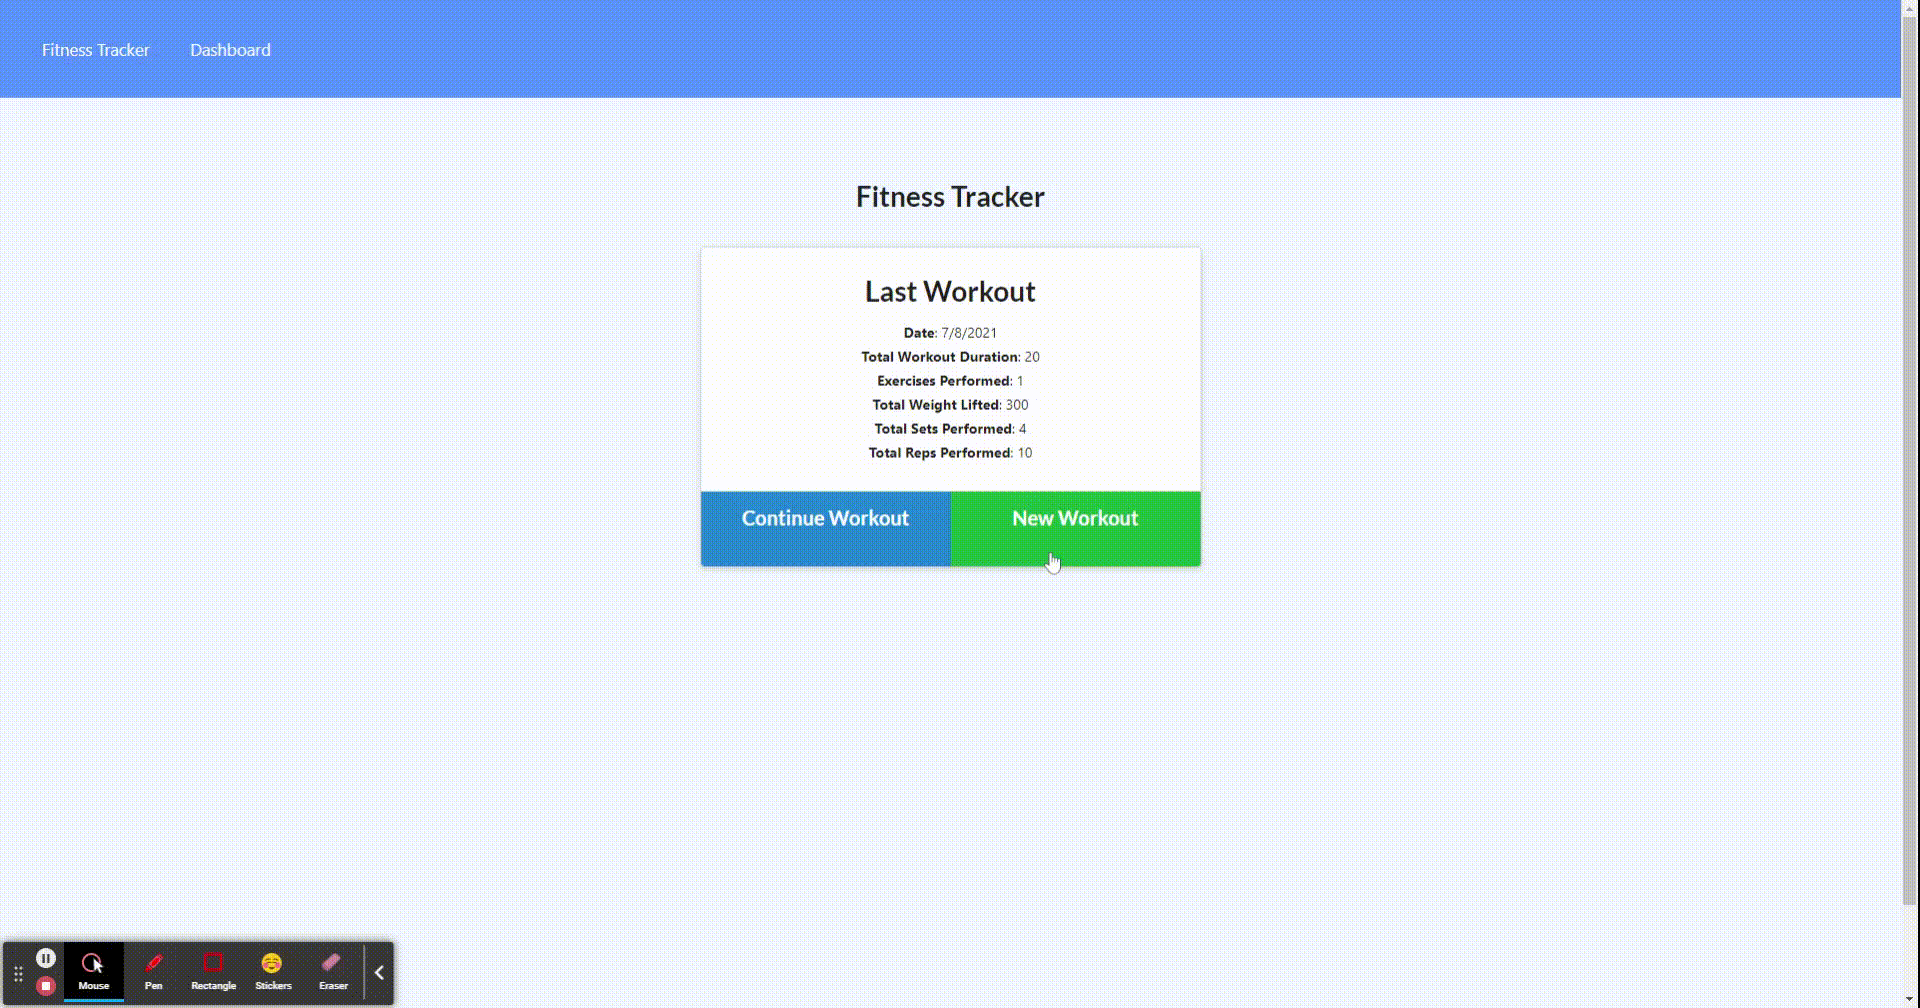 Fitness Tracker Dashboard
Fitness Tracker
Last Workout
Date: 7/8/2021
Total Workout Duration: 20
Exercises Performed: 1
Total Weight Lifted: 300
Total Sets Performed: 4
Total Reps Performed: 10
Continue Workout New Workout
Mouse Pen Rectangle Stickers Eraser